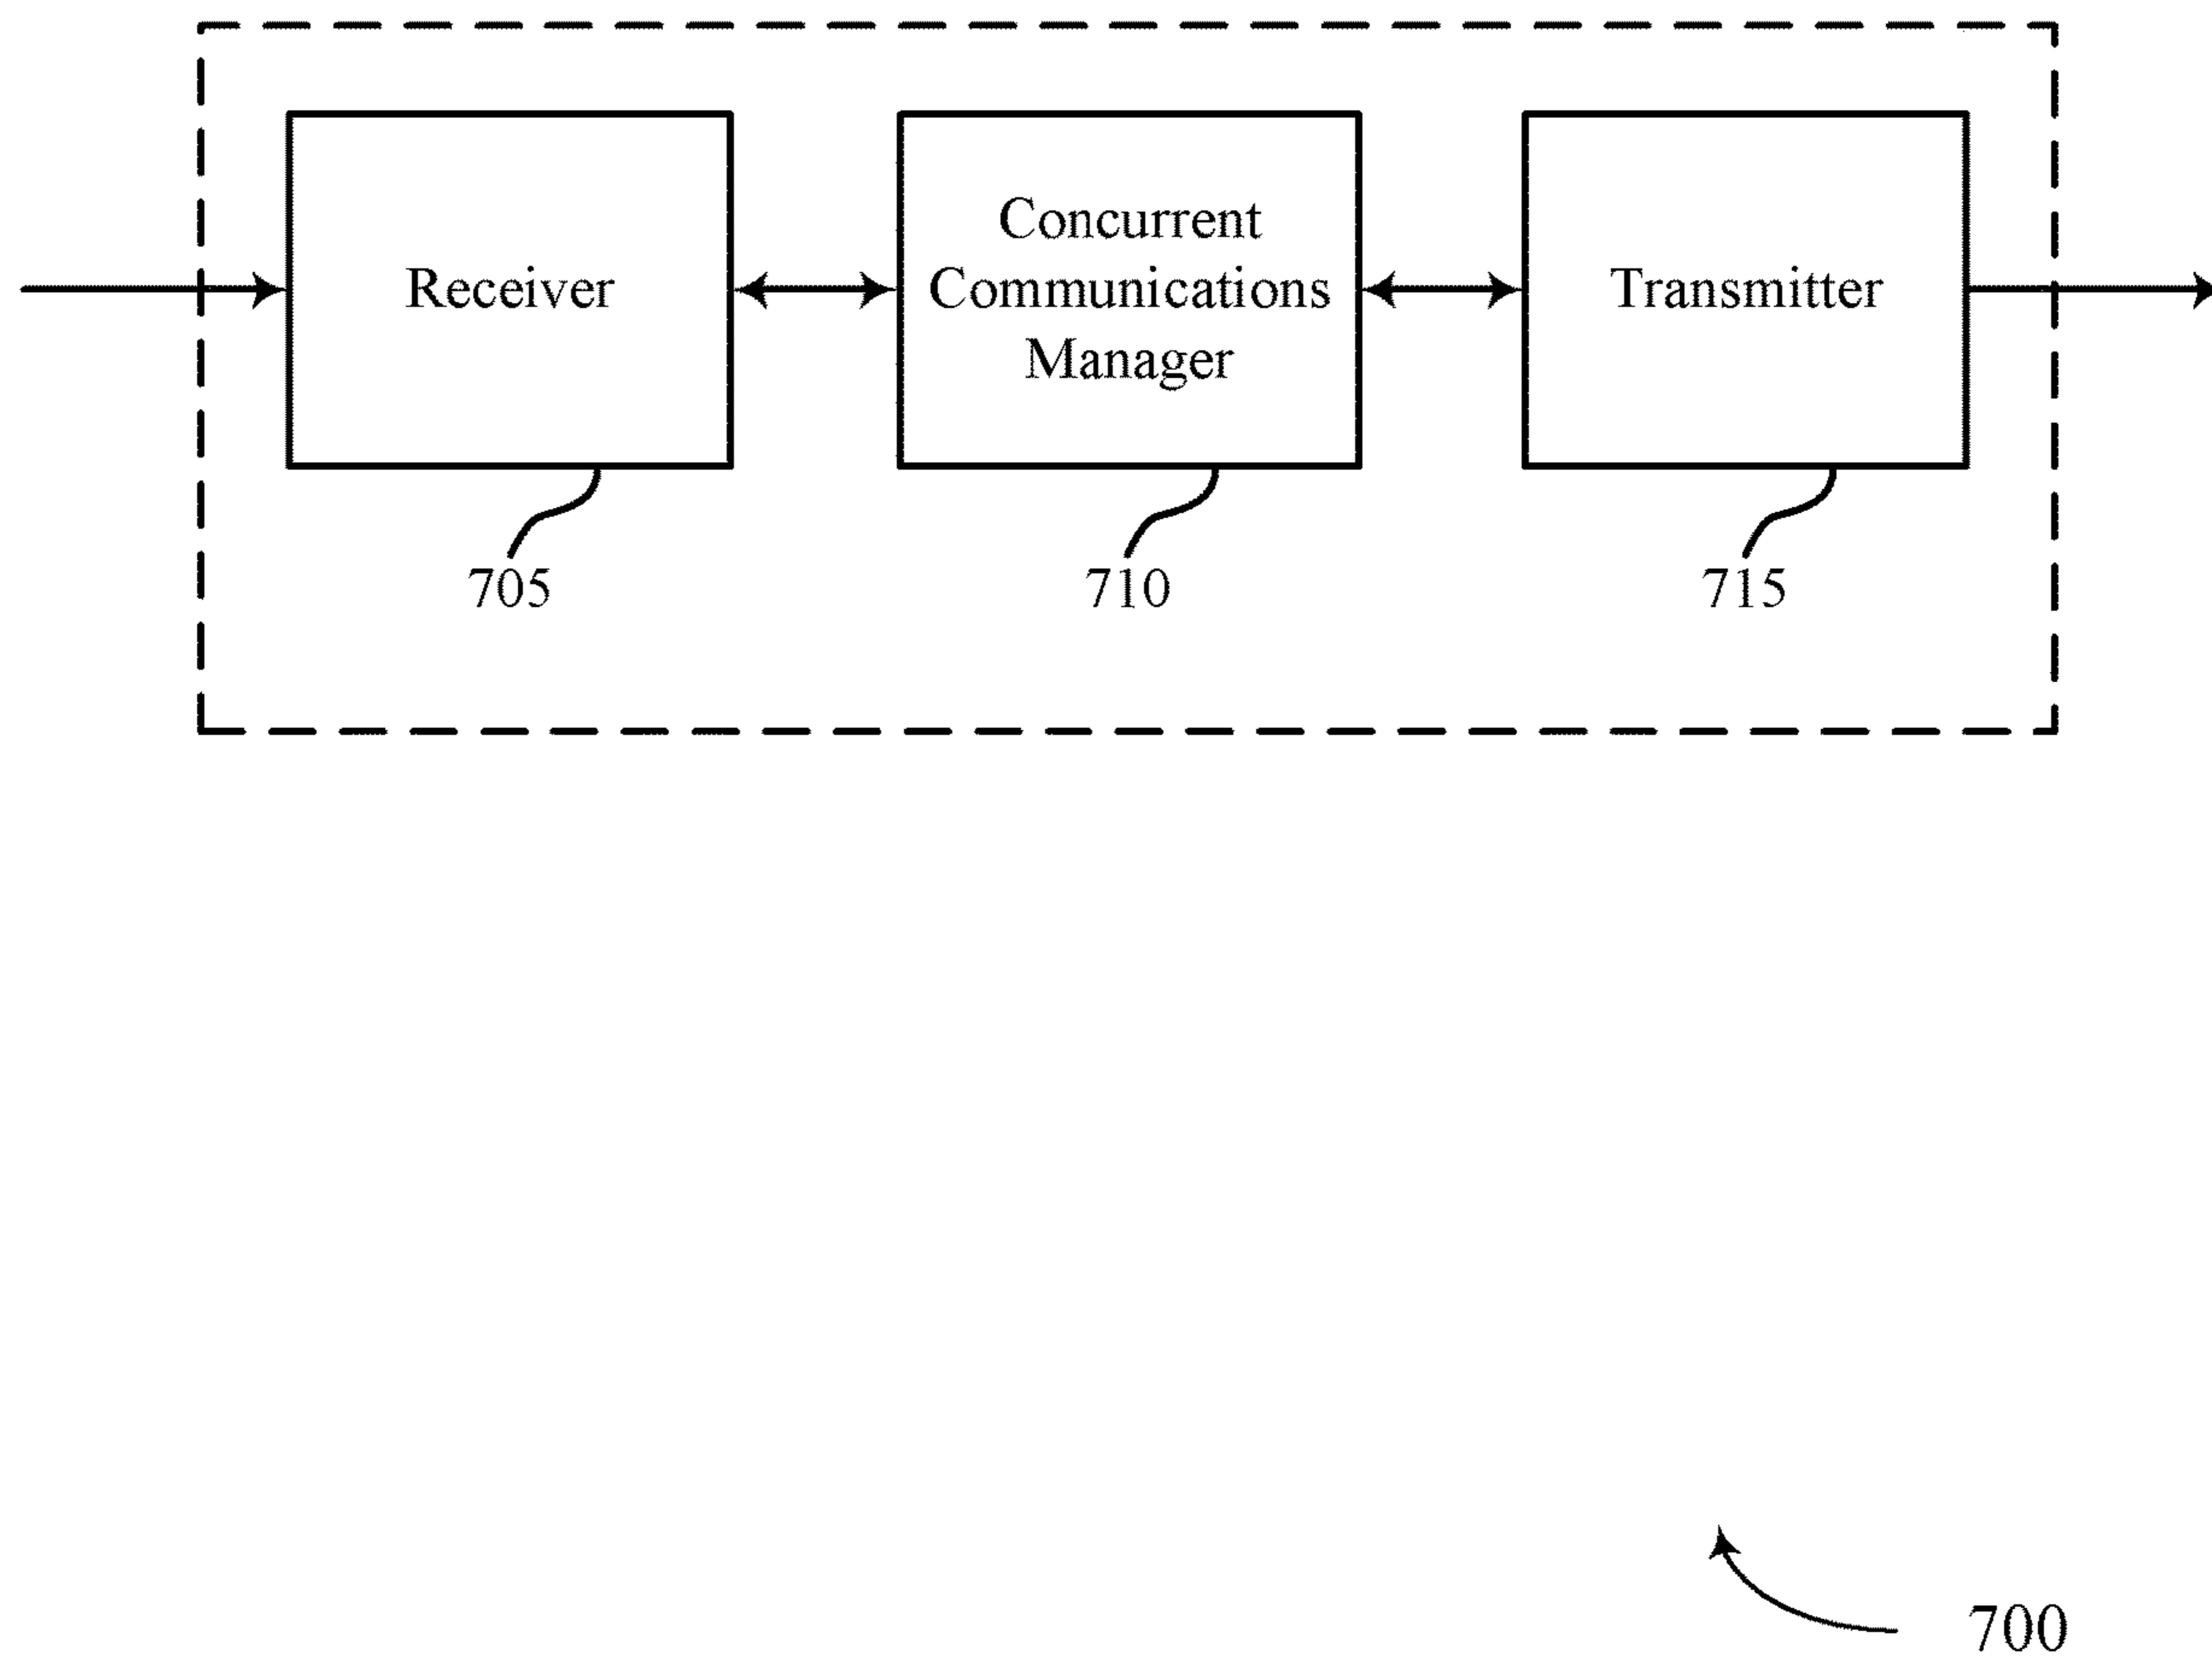 Receiver
Concurrent
Communications
Manager
Transmitter
705
710
715
700